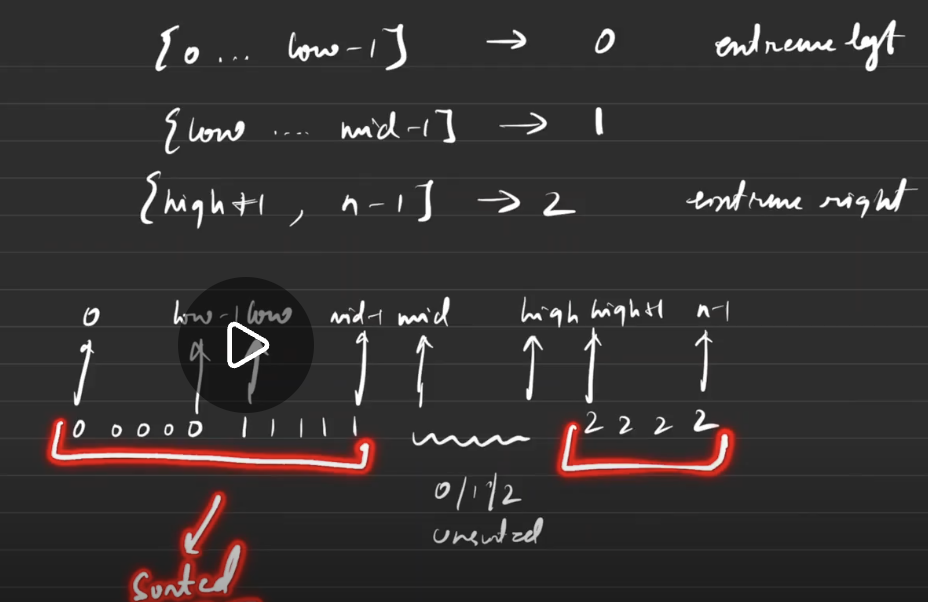 [0 ... low-1] → 0 extreme left
[low .... mid-1] → 1
[high+1, n-1] → 2 extreme right
0 low-1 low mid-1 mid high high+1 n-1
0 0 0 0 0 1 1 1 1 1 2 2 2 2
0/1/2
unsorted
Sorted